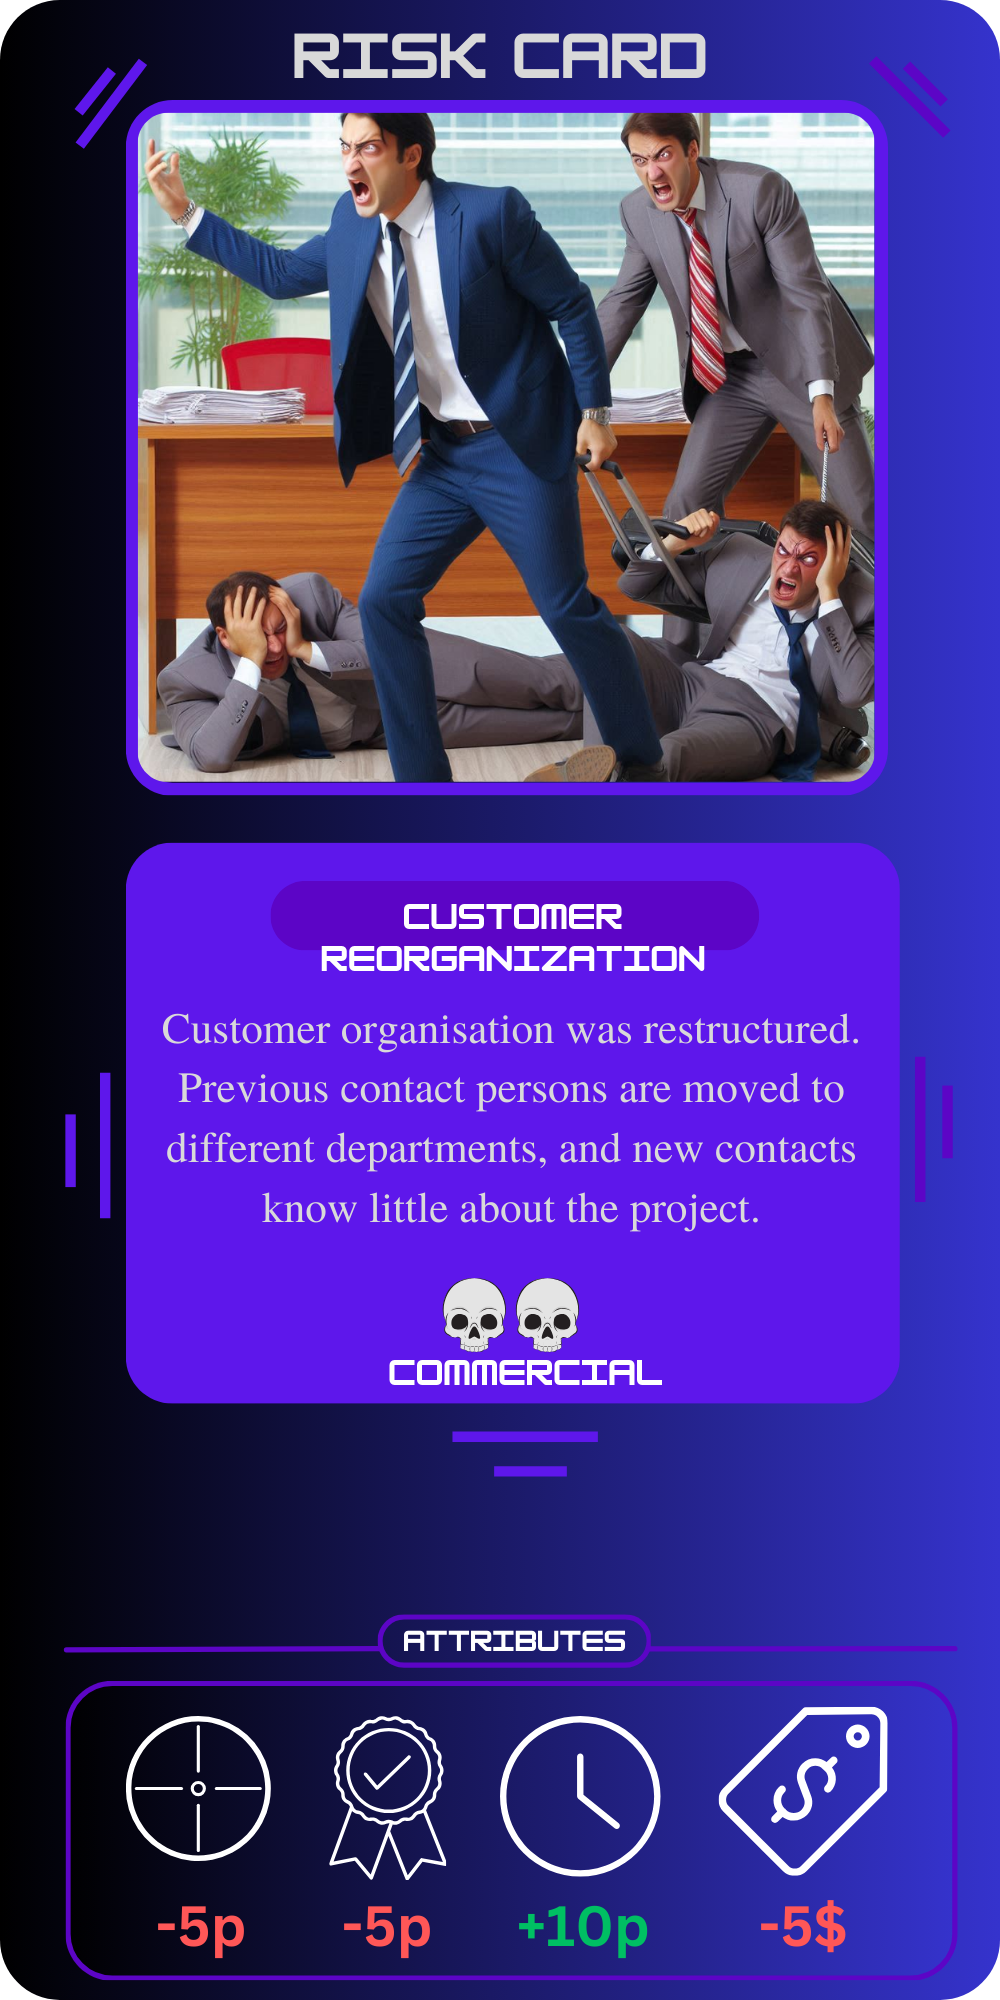 RISK CARD
CUSTOMER
REORGANIZATION
Customer organisation was restructured.
Previous contact persons are moved to
different departments, and new contacts
know little about the project.
COMMERCIAL
ATTRIBUTES
-5p -5p +10p -5$